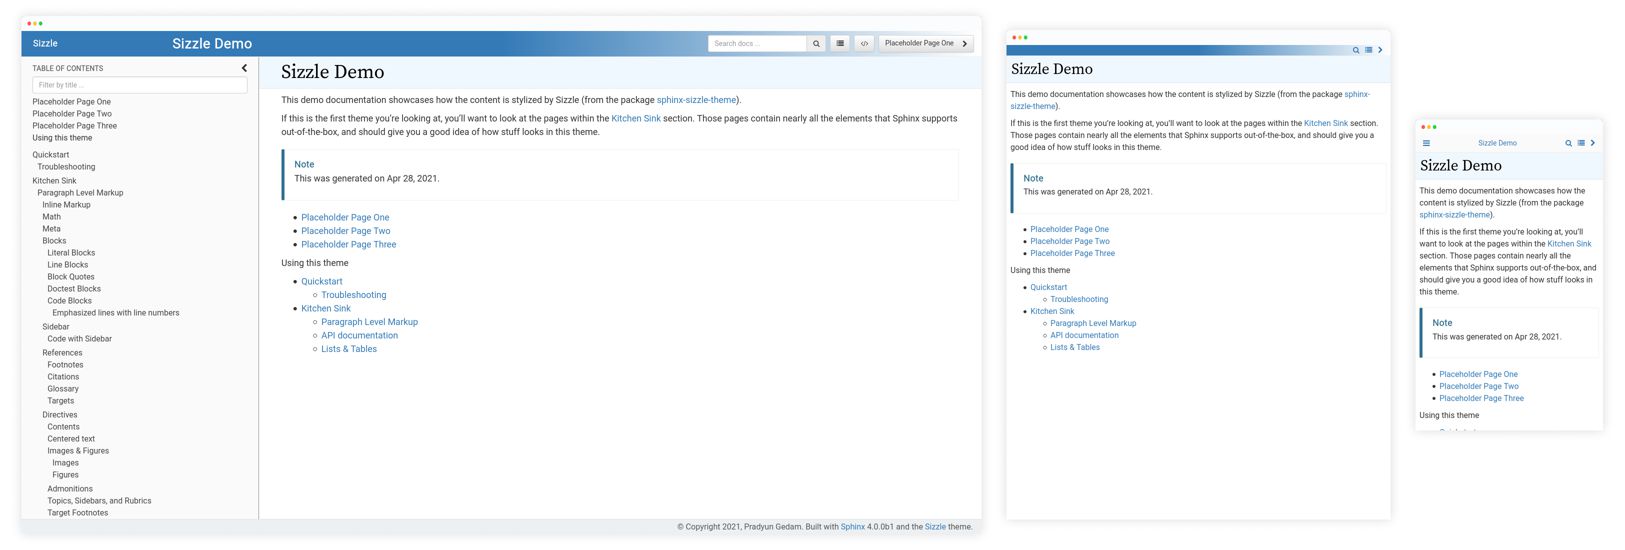 Sizzle
Sizzle Demo
Search docs ...
</>
Placeholder Page One
TABLE OF CONTENTS
Filter by title ...
Placeholder Page One
Placeholder Page Two
Placeholder Page Three
Using this theme
Quickstart
Troubleshooting
Kitchen Sink
Paragraph Level Markup
Inline Markup
Math
Meta
Blocks
Literal Blocks
Line Blocks
Block Quotes
Doctest Blocks
Code Blocks
Emphasized lines with line numbers
Sidebar
Code with Sidebar
References
Footnotes
Citations
Glossary
Targets
Directives
Contents
Centered text
Images & Figures
Images
Figures
Admonitions
Topics, Sidebars, and Rubrics
Target Footnotes
Sizzle Demo
This demo documentation showcases how the content is stylized by Sizzle (from the package sphinx-sizzle-theme).
If this is the first theme you're looking at, you'll want to look at the pages within the Kitchen Sink section. Those pages contain nearly all the elements that Sphinx supports
out-of-the-box, and should give you a good idea of how stuff looks in this theme.
Note
This was generated on Apr 28, 2021.
• Placeholder Page One
• Placeholder Page Two
• Placeholder Page Three
Using this theme
• Quickstart
○ Troubleshooting
• Kitchen Sink
○ Paragraph Level Markup
○ API documentation
○ Lists & Tables
© Copyright 2021, Pradyun Gedam. Built with Sphinx 4.0.0b1 and the Sizzle theme.
Sizzle Demo
This demo documentation showcases how the content is stylized by Sizzle (from the package sphinx-
sizzle-theme).
If this is the first theme you're looking at, you'll want to look at the pages within the Kitchen Sink section.
Those pages contain nearly all the elements that Sphinx supports out-of-the-box, and should give you a
good idea of how stuff looks in this theme.
Note
This was generated on Apr 28, 2021.
• Placeholder Page One
• Placeholder Page Two
• Placeholder Page Three
Using this theme
• Quickstart
○ Troubleshooting
• Kitchen Sink
○ Paragraph Level Markup
○ API documentation
○ Lists & Tables
Sizzle Demo
Sizzle Demo
This demo documentation showcases how the
content is stylized by Sizzle (from the package
sphinx-sizzle-theme).
If this is the first theme you're looking at, you'll
want to look at the pages within the Kitchen Sink
section. Those pages contain nearly all the
elements that Sphinx supports out-of-the-box, and
should give you a good idea of how stuff looks in
this theme.
Note
This was generated on Apr 28, 2021.
• Placeholder Page One
• Placeholder Page Two
• Placeholder Page Three
Using this theme